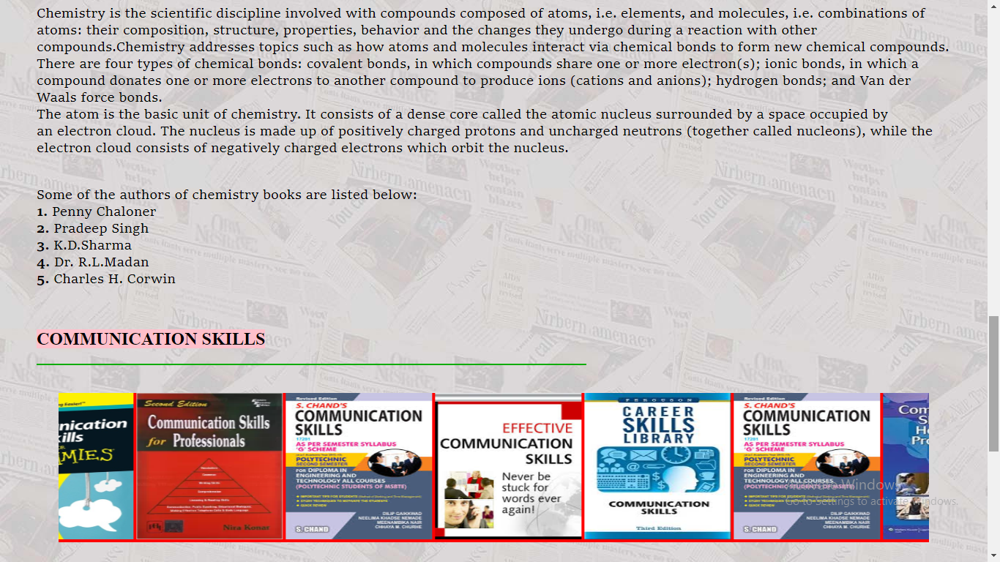 Chemistry is the scientific discipline involved with compounds composed of atoms, i.e. elements, and molecules, i.e. combinations of
atoms: their composition, structure, properties, behavior and the changes they undergo during a reaction with other
compounds.Chemistry addresses topics such as how atoms and molecules interact via chemical bonds to form new chemical compounds.
There are four types of chemical bonds: covalent bonds, in which compounds share one or more electron(s); ionic bonds, in which a
compound donates one or more electrons to another compound to produce ions (cations and anions); hydrogen bonds; and Van der
Waals force bonds.
The atom is the basic unit of chemistry. It consists of a dense core called the atomic nucleus surrounded by a space occupied by
an electron cloud. The nucleus is made up of positively charged protons and uncharged neutrons (together called nucleons), while the
electron cloud consists of negatively charged electrons which orbit the nucleus.
Some of the authors of chemistry books are listed below:
1. Penny Chaloner
2. Pradeep Singh
3. K.D.Sharma
4. Dr. R.L.Madan
5. Charles H. Corwin
COMMUNICATION SKILLS
nication
ills
MIES
Second Edition
Communication Skills
for Professionals
Nira Konar
Revised Edition
S. CHAND'S
COMMUNICATION
SKILLS
17201
AS PER SEMESTER SYLLABUS
'G' SCHEME
POLYTECHNIC
SECOND SEMESTER
FOR DIPLOMA IN
ENGINEERING AND
TECHNOLOGY ALL COURSES
(POLYTECHNIC STUDENTS OF MSBTE)
QUICK REVIEW
DILIP GAIKKWAD
NEELIMA KHADSE NEMADE
MEENAMBIKA NAIR
CHHAYA M. CHURHE
S. CHAND
EFFECTIVE
COMMUNICATION
SKILLS
Never be
stuck for
words ever
again!
FERGUSON
CAREER
SKILLS
LIBRARY
COMMUNICATION
SKILLS
Third Edition
Revised Edition
S. CHAND'S
COMMUNICATION
SKILLS
17201
AS PER SEMESTER SYLLABUS
'G' SCHEME
POLYTECHNIC
SECOND SEMESTER
FOR DIPLOMA IN
ENGINEERING AND
TECHNOLOGY ALL COURSES
(POLYTECHNIC STUDENTS OF MSBTE)
QUICK REVIEW
DILIP GAIKKWAD
NEELIMA KHADSE NEMADE
MEENAMBIKA NAIR
CHHAYA M. CHURHE
S. CHAND
Com
S
H
Pro
Go to Settings to activate Windows.